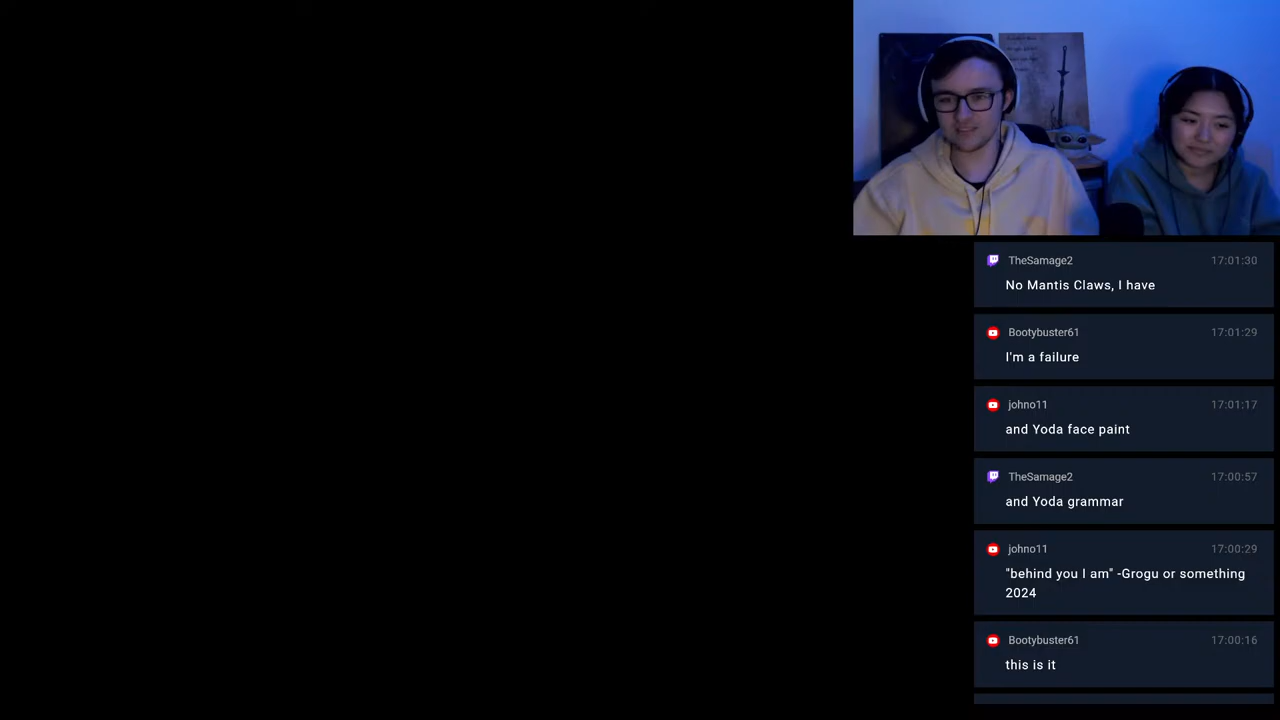 TheSamage2 17:01:30
No Mantis Claws, I have
Bootybuster61 17:01:29
I'm a failure
johno11 17:01:17
and Yoda face paint
TheSamage2 17:00:57
and Yoda grammar
johno11 17:00:29
"behind you I am" -Grogu or something
2024
Bootybuster61 17:00:16
this is it